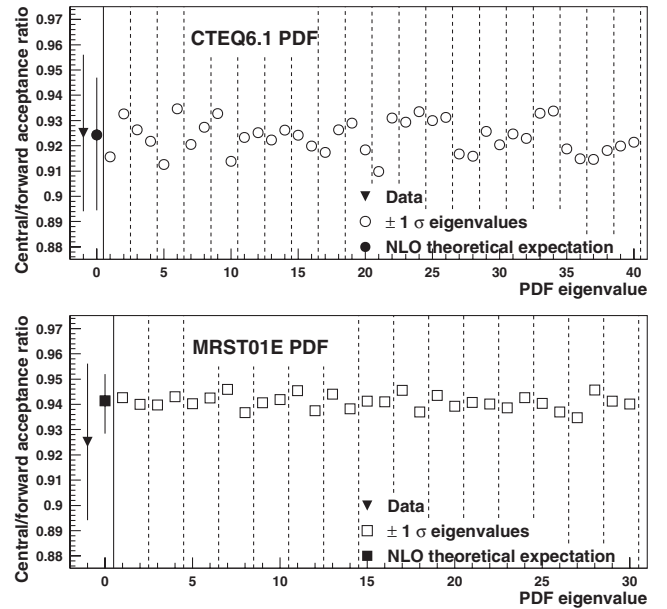 Central/forward acceptance ratio
0.97
0.96
0.95
0.94
0.93
0.92
0.91
0.9
0.89
0.88
CTEQ6.1 PDF
Data
± 1 σ eigenvalues
NLO theoretical expectation
0 5 10 15 20 25 30 35 40
PDF eigenvalue
Central/forward acceptance ratio
0.97
0.96
0.95
0.94
0.93
0.92
0.91
0.9
0.89
0.88
MRST01E PDF
Data
± 1 σ eigenvalues
NLO theoretical expectation
0 5 10 15 20 25 30
PDF eigenvalue